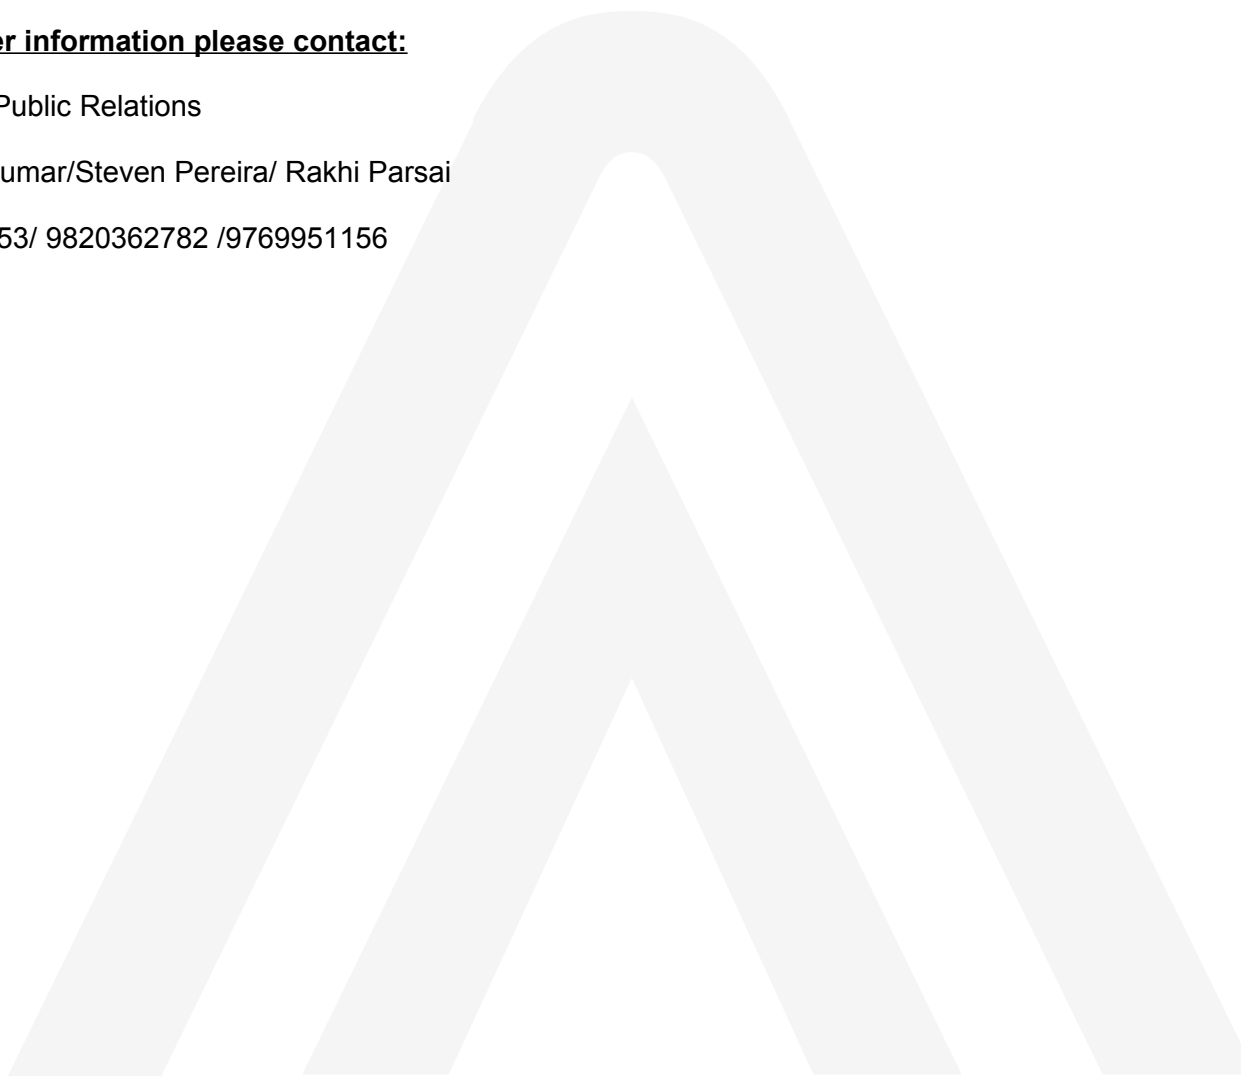 er information please contact:
Public Relations
umar/Steven Pereira/ Rakhi Parsai
53/ 9820362782 /9769951156